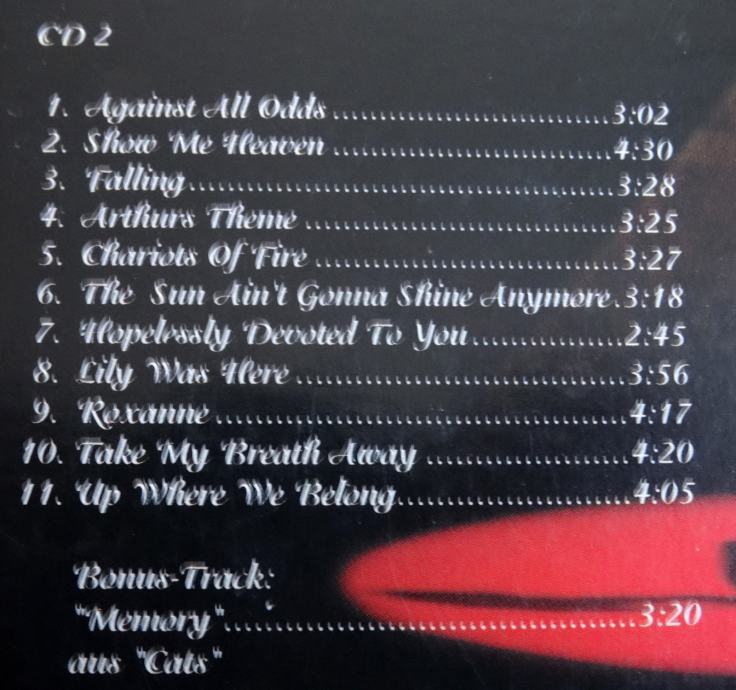 CD 2
1. Against All Odds 3:02
2. Show Me Heaven 4:30
3. Falling 3:28
4. Arthurs Theme 3:25
5. Chariots Of Fire 3:27
6. The Sun Ain't Gonna Shine Anymore 3:18
7. Hopelessly Devoted To You 2:45
8. Lily Was Here 3:56
9. Roxanne 4:17
10. Take My Breath Away 4:20
11. Up Where We Belong 4:05
Bonus-Track:
"Memory" 3:20
aus "Cats"